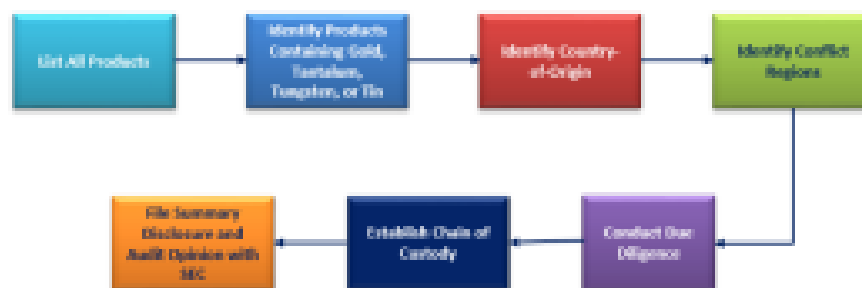 List All Products
Identify Products
Containing Gold,
Tantalum,
Tungsten, or Tin
Identify Country-
of-Origin
Identify Conflict
Regions
File Summary
Disclosure and
Audit Opinion with
SEC
Establish Chain of
Custody
Conduct Due
Diligence